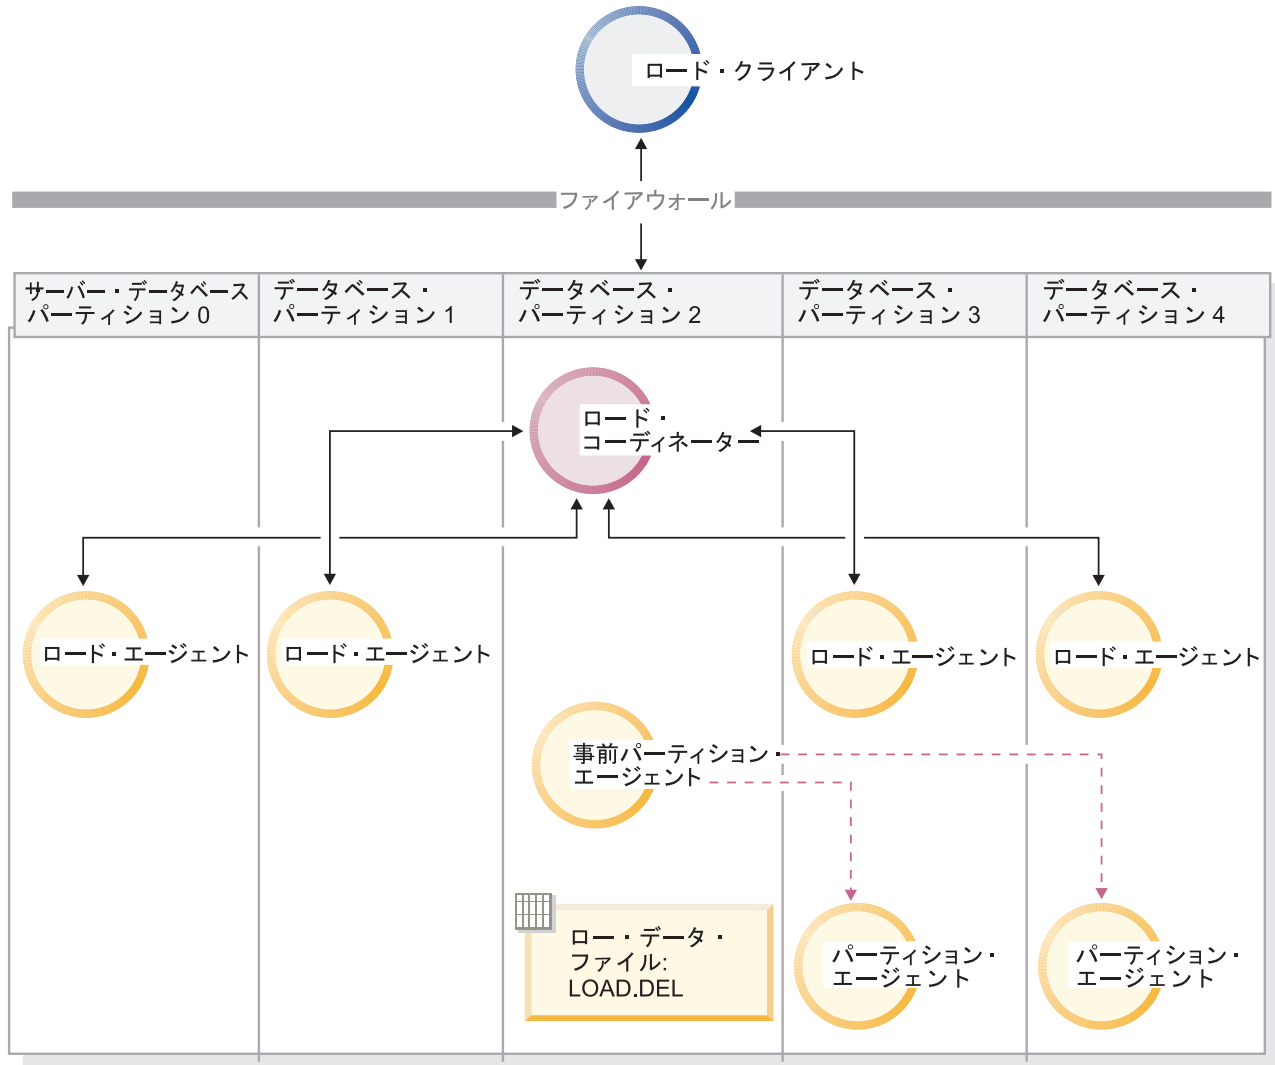 ロード・クライアント
ファイアウォール
サーバー・データベース
パーティション 0
データベース・
パーティション 1
データベース・
パーティション 2
データベース・
パーティション 3
データベース・
パーティション 4
ロード・
コーディネーター
ロード・エージェント
ロード・エージェント
ロード・エージェント
ロード・エージェント
事前パーティション・
エージェント
ロー・データ・
ファイル:
LOAD.DEL
パーティション・
エージェント
パーティション・
エージェント